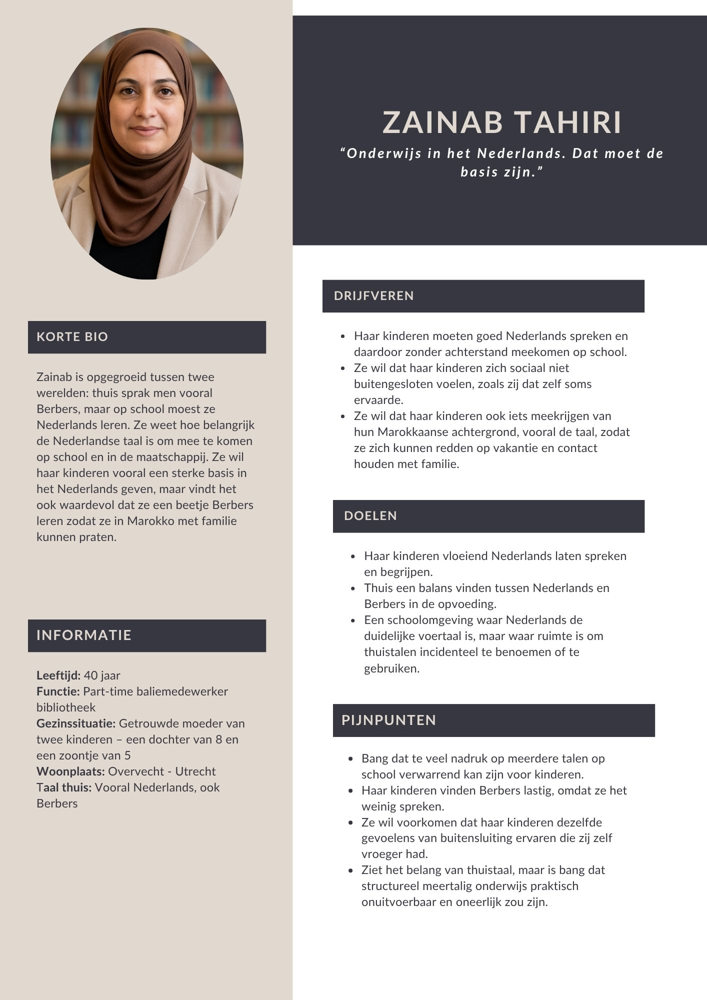 ZAINAB TAHIRI
“Onderwijs in het Nederlands. Dat moet de
basis zijn.”
KORTE BIO
Zainab is opgegroeid tussen twee
werelden: thuis sprak men vooral
Berbers, maar op school moest ze
Nederlands leren. Ze weet hoe belangrijk
de Nederlandse taal is om mee te komen
op school en in de maatschappij. Ze wil
haar kinderen vooral een sterke basis in
het Nederlands geven, maar vindt het
ook waardevol dat ze een beetje Berbers
leren zodat ze in Marokko met familie
kunnen praten.
INFORMATIE
Leeftijd: 40 jaar
Functie: Part-time baliemedewerker
bibliotheek
Gezinssituatie: Getrouwde moeder van
twee kinderen – een dochter van 8 en
een zoontje van 5
Woonplaats: Overvecht - Utrecht
Taal thuis: Vooral Nederlands, ook
Berbers
DRIJFVEREN
• Haar kinderen moeten goed Nederlands spreken en
daardoor zonder achterstand meekomen op school.
• Ze wil dat haar kinderen zich sociaal niet
buitengesloten voelen, zoals zij dat zelf soms
ervaarde.
• Ze wil dat haar kinderen ook iets meekrijgen van
hun Marokkaanse achtergrond, vooral de taal, zodat
ze zich kunnen redden op vakantie en contact
houden met familie.
DOELEN
• Haar kinderen vloeiend Nederlands laten spreken
en begrijpen.
• Thuis een balans vinden tussen Nederlands en
Berbers in de opvoeding.
• Een schoolomgeving waar Nederlands de
duidelijke voertaal is, maar waar ruimte is om
thuistalen incidenteel te benoemen of te
gebruiken.
PIJNPUNTEN
• Bang dat te veel nadruk op meerdere talen op
school verwarrend kan zijn voor kinderen.
• Haar kinderen vinden Berbers lastig, omdat ze het
weinig spreken.
• Ze wil voorkomen dat haar kinderen dezelfde
gevoelens van buitensluiting ervaren die zij zelf
vroeger had.
• Ziet het belang van thuistaal, maar is bang dat
structureel meertalig onderwijs praktisch
onuitvoerbaar en oneerlijk zou zijn.